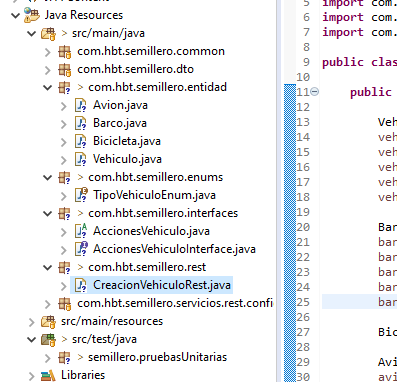 Java Resources
> src/main/java
com.hbt.semillero.common
com.hbt.semillero.dto
> com.hbt.semillero.entidad
Avion.java
Barco.java
Bicicleta.java
Vehiculo.java
> com.hbt.semillero.enums
TipoVehiculoEnum.java
> com.hbt.semillero.interfaces
AccionesVehiculo.java
AccionesVehiculoInterface.java
> com.hbt.semillero.rest
CreacionVehiculoRest.java
com.hbt.semillero.servicios.rest.confi
src/main/resources
> src/test/java
> semillero.pruebasUnitarias
Libraries
5 import com.
6 import com.
7 import com.
8
9 public clas
10
11 public
12
13 Veh
14 veh
15 veh
16 veh
17 veh
18 veh
19
20 Bar
21 bar
22 bar
23 bar
24 bar
25 bar
26
27 Bic
28
29 Avi
30 avi